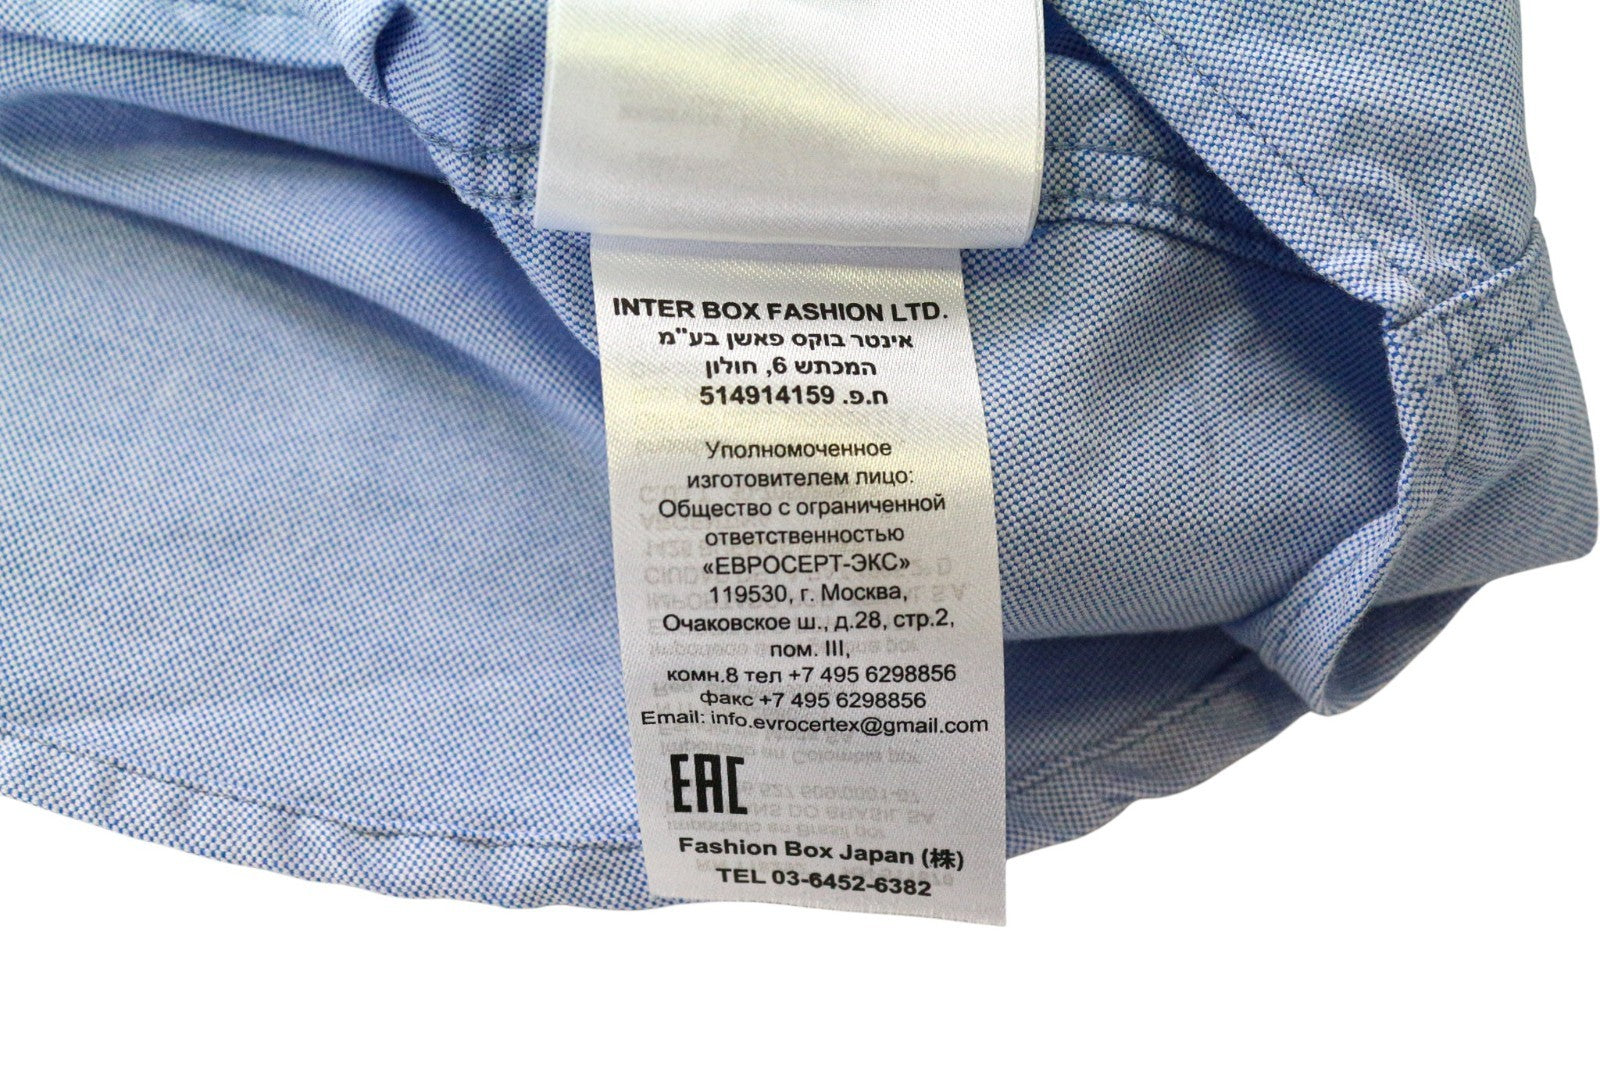 INTER BOX FASHION LTD.
אינטר בוקס פאשן בע"מ
המכתש 6, חולון
ח.פ. 514914159
Уполномоченное
изготовителем лицо:
Общество с ограниченной
ответственностью
«ЕВРОСЕРТ-ЭКС»
119530, г. Москва,
Очаковское ш., д.28, стр.2,
пом. III,
комн.8 тел +7 495 6298856
факс +7 495 6298856
Email: info.evrocertex@gmail.com
EAC
Fashion Box Japan (株)
TEL 03-6452-6382